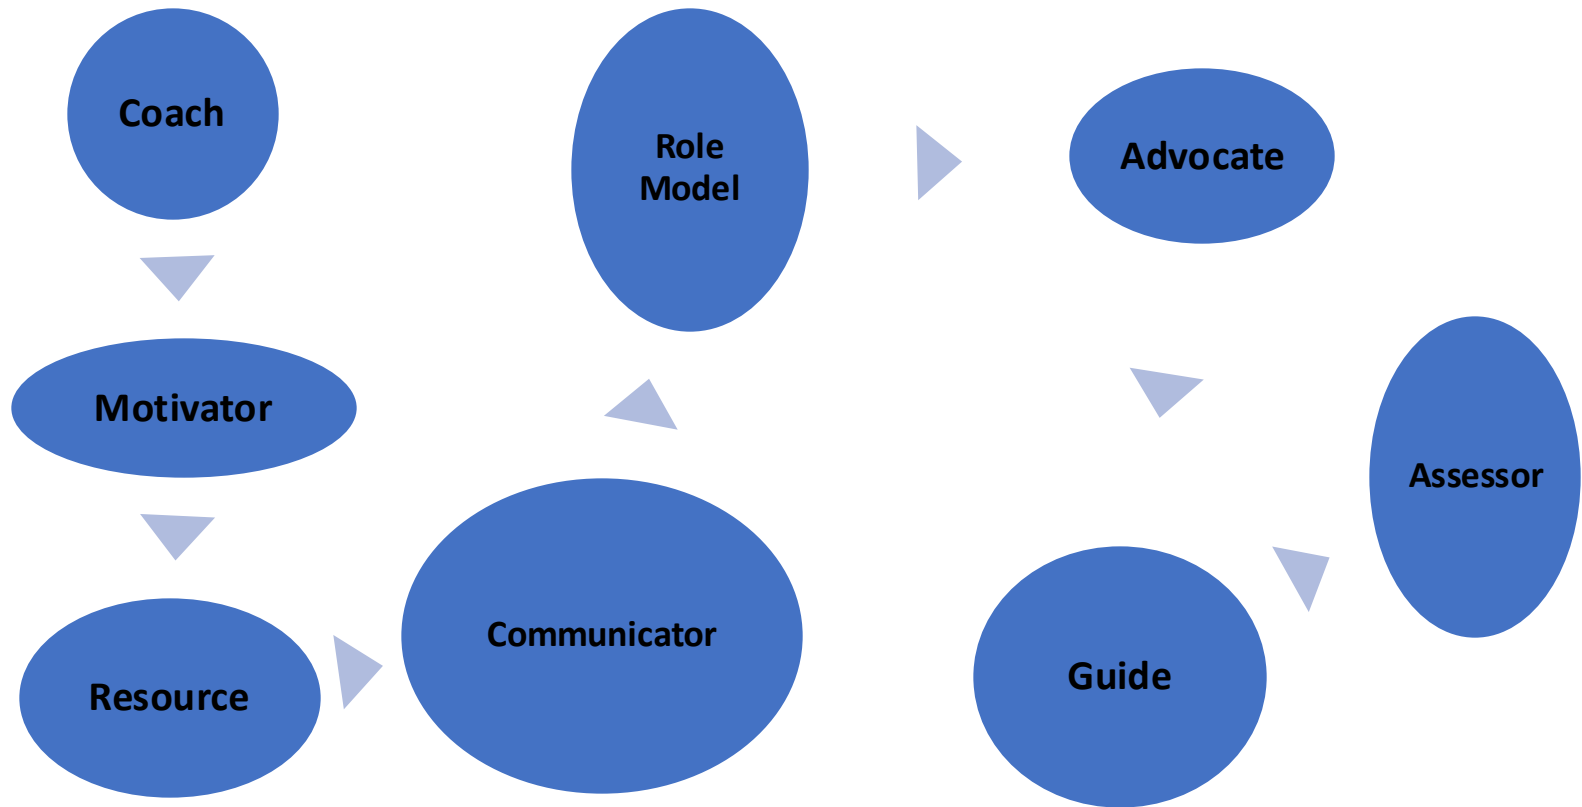 Coach
Motivator
Resource
Communicator
Role
Model
Advocate
Assessor
Guide